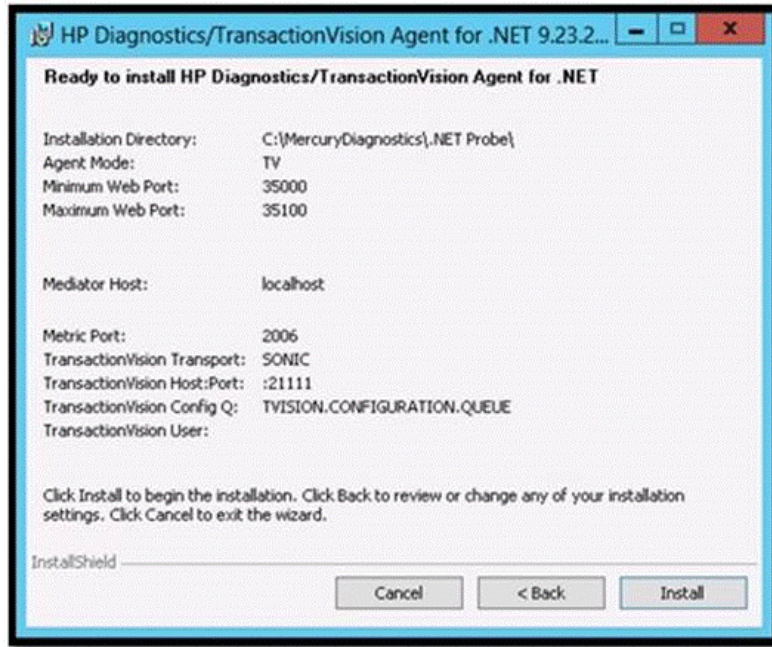 HP Diagnostics/TransactionVision Agent for .NET 9.23.2...
Ready to install HP Diagnostics/TransactionVision Agent for .NET
Installation Directory: C:\MercuryDiagnostics\.NET Probe\
Agent Mode: TV
Minimum Web Port: 35000
Maximum Web Port: 35100
Mediator Host: localhost
Metric Port: 2006
TransactionVision Transport: SONIC
TransactionVision Host:Port: :21111
TransactionVision Config Q: TVISION.CONFIGURATION.QUEUE
TransactionVision User:
Click Install to begin the installation. Click Back to review or change any of your installation
settings. Click Cancel to exit the wizard.
InstallShield
Cancel < Back Install